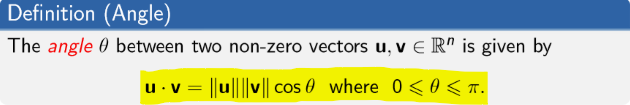 Definition (Angle)
The angle θ between two non-zero vectors u, v ∈ ℝⁿ is given by
u · v = ‖u‖‖v‖ cos θ where 0 ⩽ θ ⩽ π.